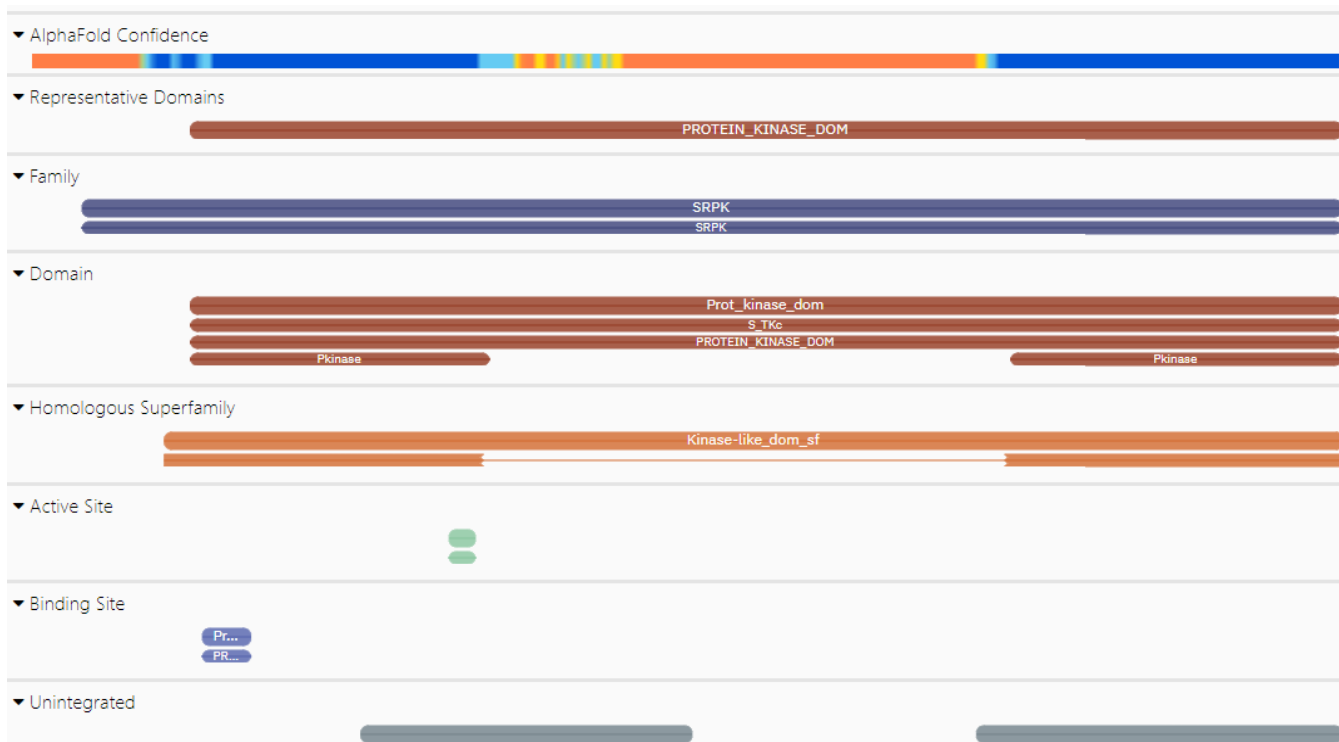 AlphaFold Confidence
Representative Domains
PROTEIN_KINASE_DOM
Family
SRPK
SRPK
Domain
Prot_kinase_dom
S_TKc
PROTEIN_KINASE_DOM
Pkinase Pkinase
Homologous Superfamily
Kinase-like_dom_sf
Active Site
Binding Site
Pr...
PR...
Unintegrated